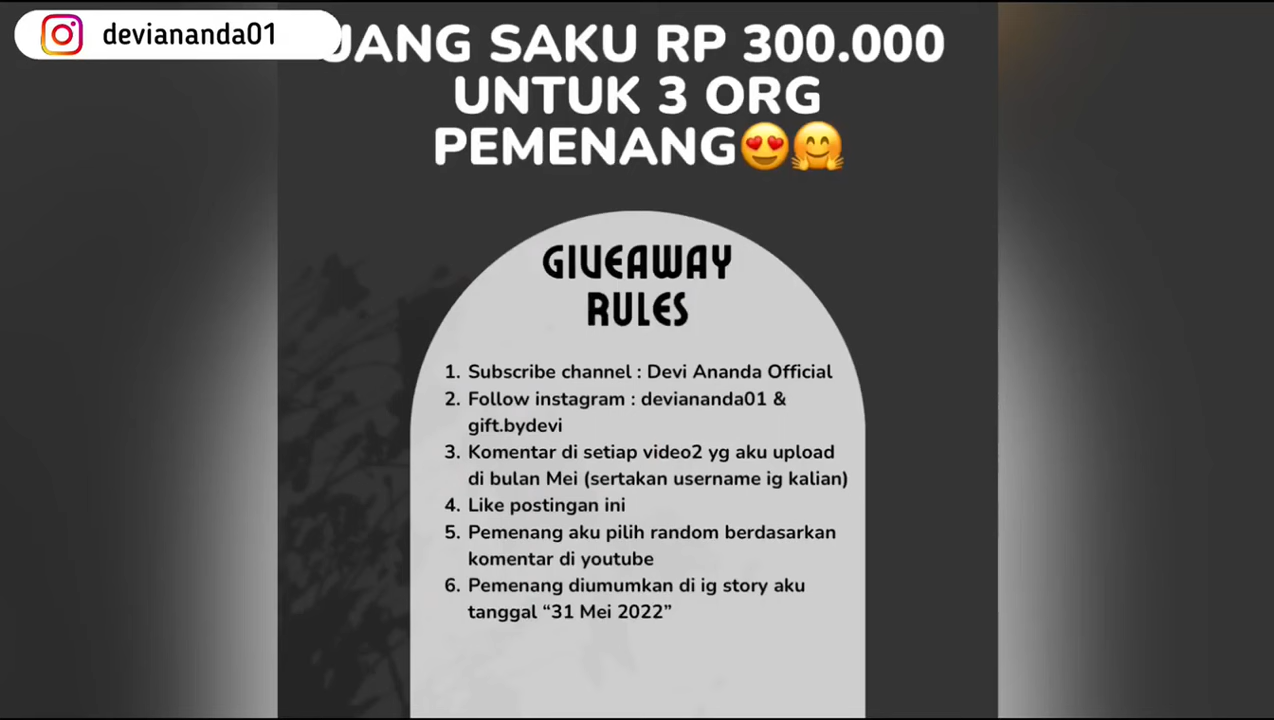 deviananda01
UANG SAKU RP 300.000
UNTUK 3 ORG
PEMENANG😍🤗
GIVEAWAY
RULES
1. Subscribe channel : Devi Ananda Official
2. Follow instagram : deviananda01 &
gift.bydevi
3. Komentar di setiap video2 yg aku upload
di bulan Mei (sertakan username ig kalian)
4. Like postingan ini
5. Pemenang aku pilih random berdasarkan
komentar di youtube
6. Pemenang diumumkan di ig story aku
tanggal “31 Mei 2022”